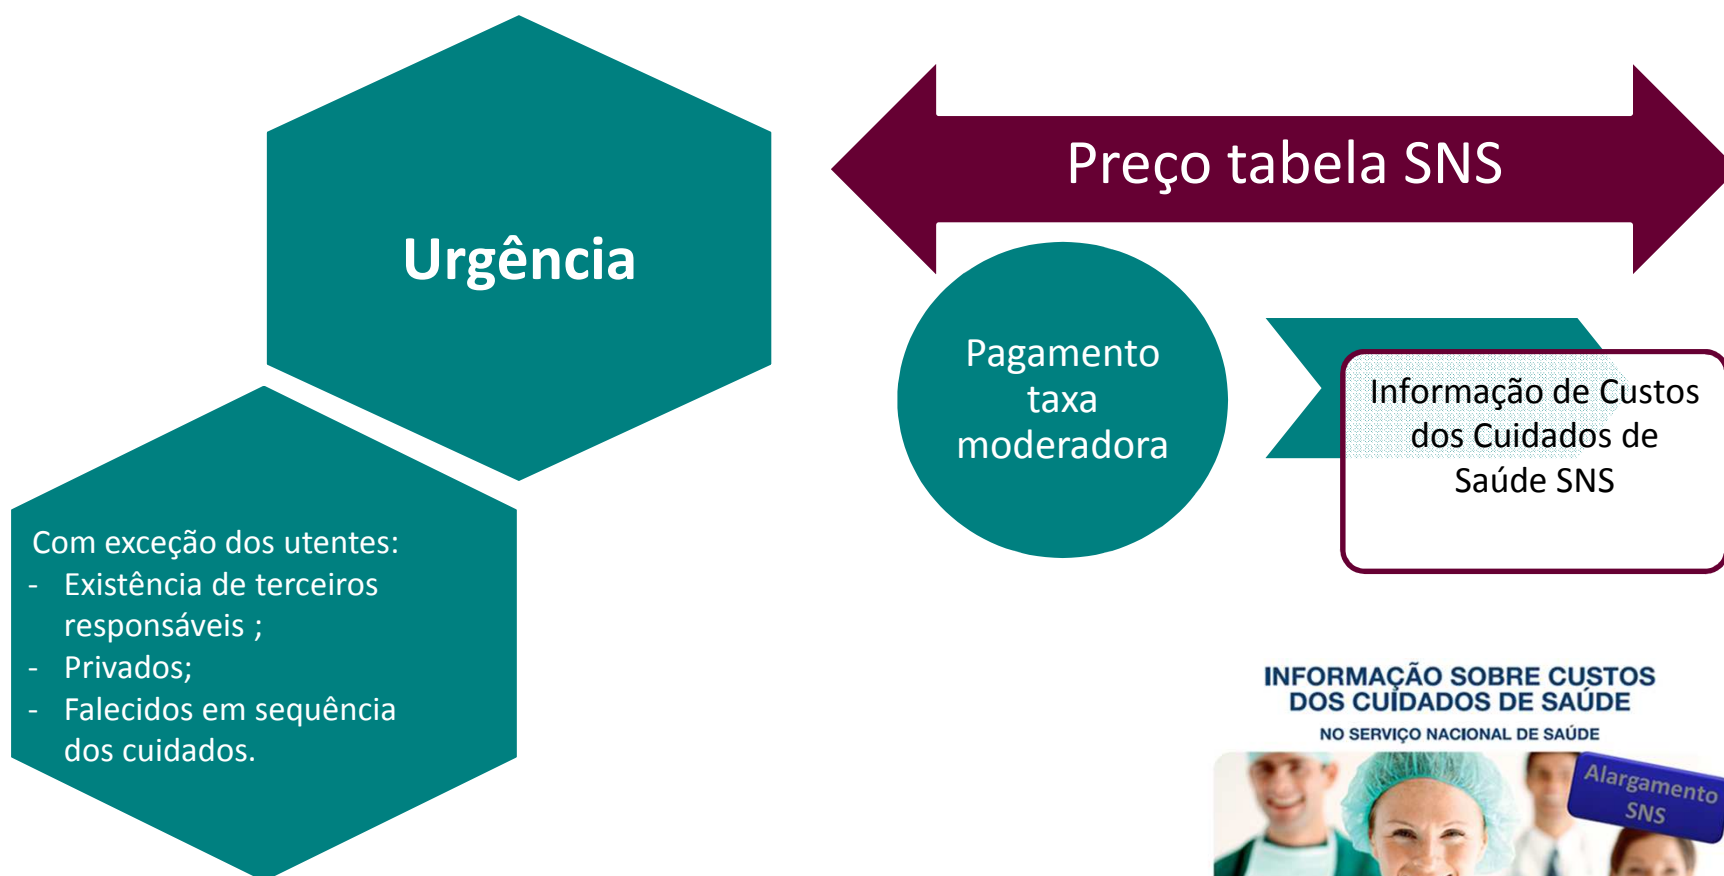 Urgência
Com exceção dos utentes:
- Existência de terceiros
responsáveis ;
- Privados;
- Falecidos em sequência
dos cuidados.
Preço tabela SNS
Pagamento
taxa
moderadora
Informação de Custos
dos Cuidados de
Saúde SNS
INFORMAÇÃO SOBRE CUSTOS
DOS CUIDADOS DE SAÚDE
NO SERVIÇO NACIONAL DE SAÚDE
Alargamento
SNS